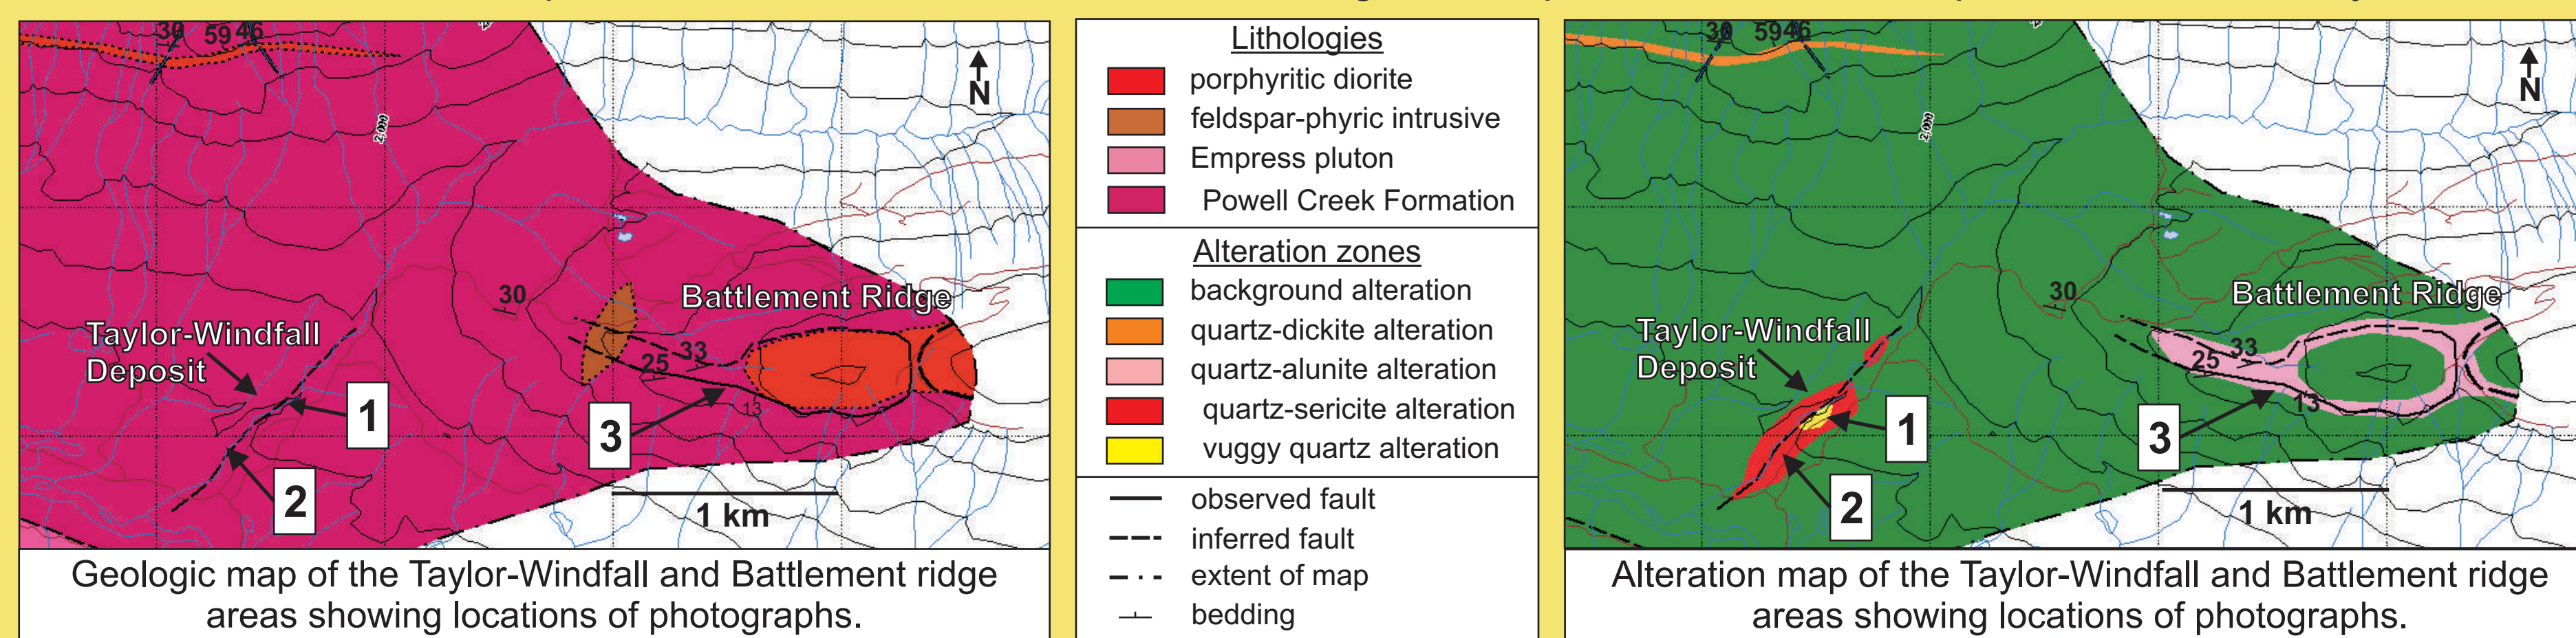 30
59 46
2,000
N
30
Battlement Ridge
Taylor-Windfall
Deposit
33
25
13
1
2
3
1 km
Geologic map of the Taylor-Windfall and Battlement ridge
areas showing locations of photographs.
Lithologies
porphyritic diorite
feldspar-phyric intrusive
Empress pluton
Powell Creek Formation
Alteration zones
background alteration
quartz-dickite alteration
quartz-alunite alteration
quartz-sericite alteration
vuggy quartz alteration
observed fault
inferred fault
extent of map
bedding
30
5946
2,000
N
30
Battlement Ridge
Taylor-Windfall
Deposit
33
25
13
1
2
3
1 km
Alteration map of the Taylor-Windfall and Battlement ridge
areas showing locations of photographs.